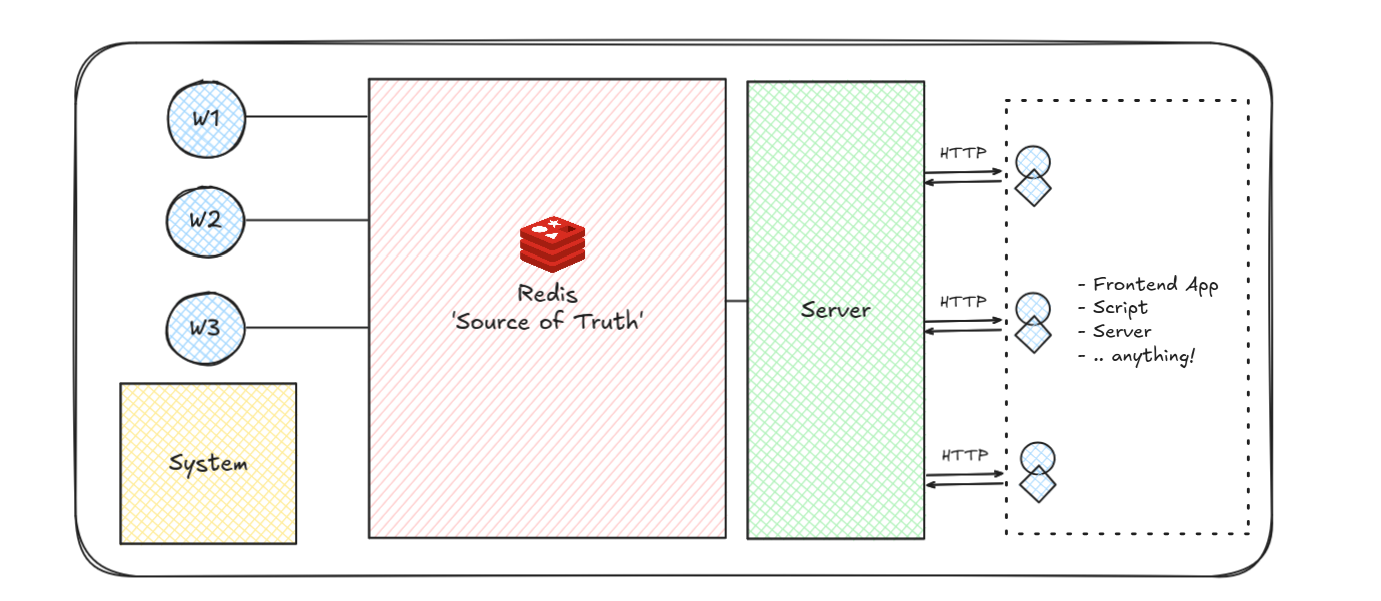 W1
W2
W3
System
Redis
'Source of Truth'
Server
HTTP
HTTP
HTTP
- Frontend App
- Script
- Server
- .. anything!